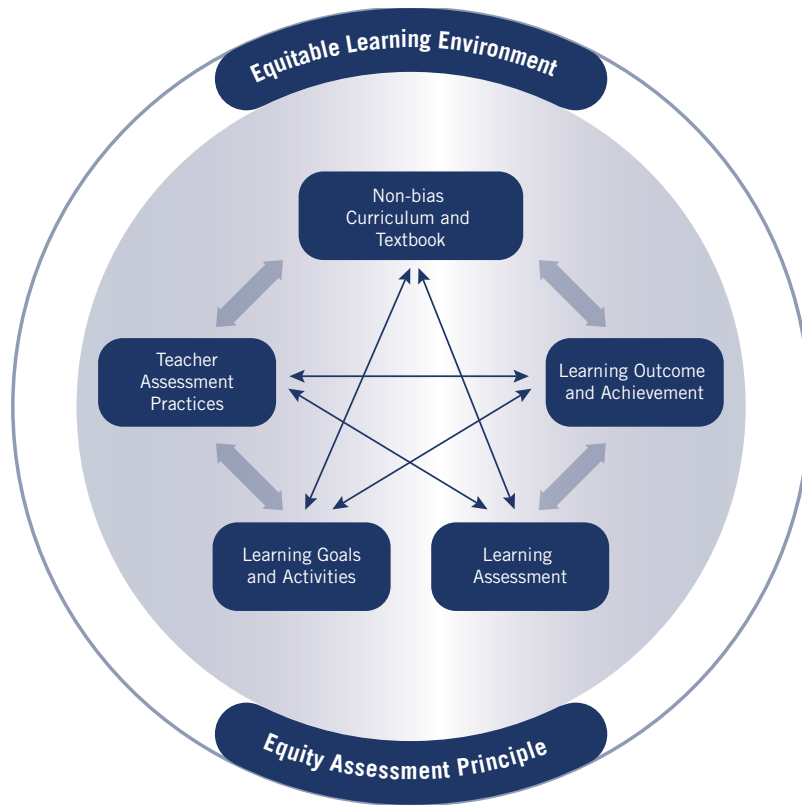 Equitable Learning Environment
Non-bias
Curriculum and
Textbook
Teacher
Assessment
Practices
Learning Outcome
and Achievement
Learning Goals
and Activities
Learning
Assessment
Equity Assessment Principle